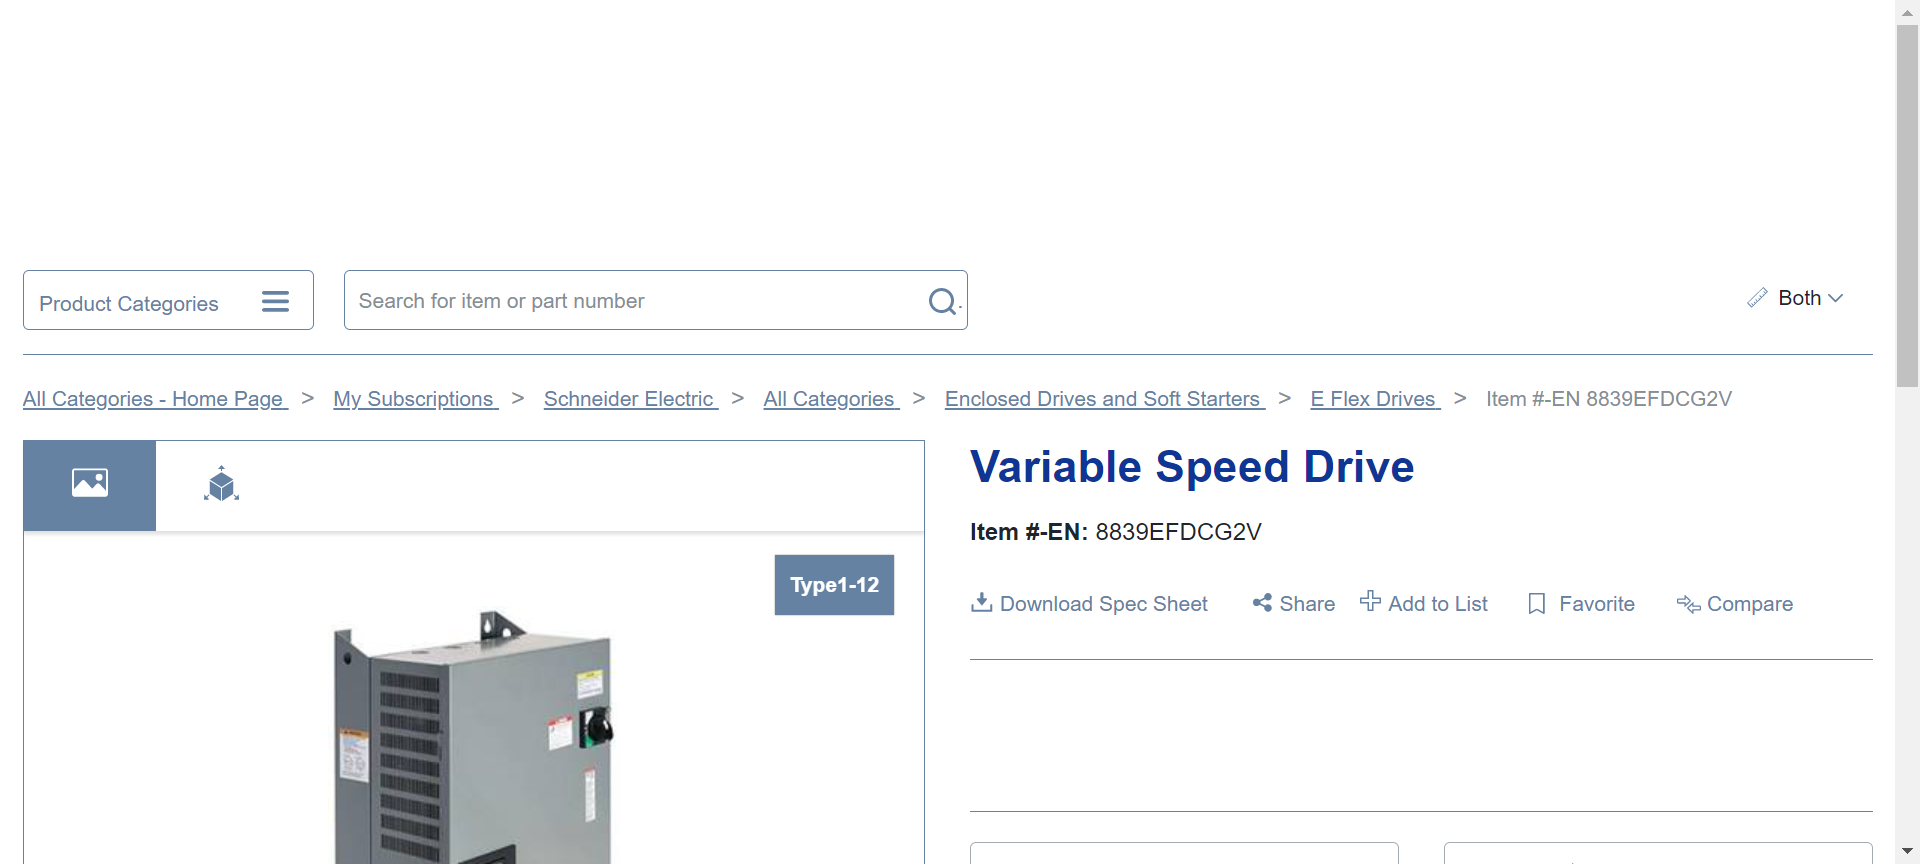 Product Categories
Search for item or part number
Both
All Categories - Home Page > My Subscriptions > Schneider Electric > All Categories > Enclosed Drives and Soft Starters > E Flex Drives > Item #-EN 8839EFDCG2V
Variable Speed Drive
Item #-EN: 8839EFDCG2V
Download Spec Sheet Share Add to List Favorite Compare
Type1-12